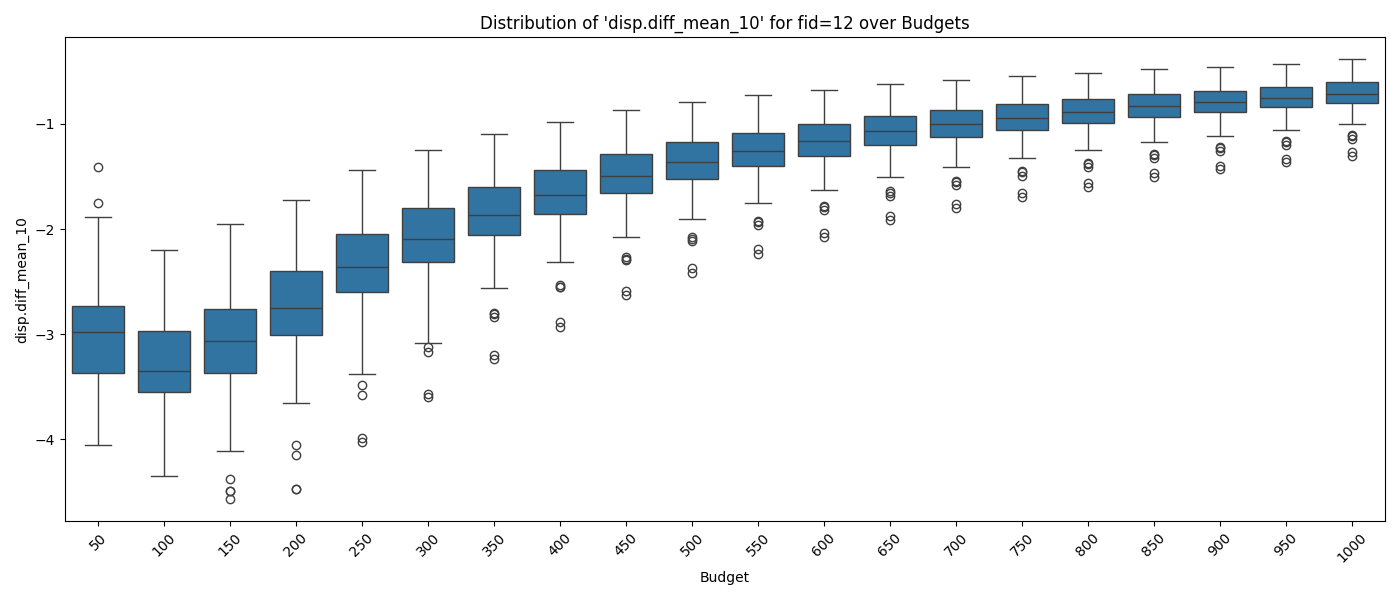 Distribution of 'disp.diff_mean_10' for fid=12 over Budgets
disp.diff_mean_10
−1
−2
−3
−4
50 100 150 200 250 300 350 400 450 500 550 600 650 700 750 800 850 900 950 1000
Budget